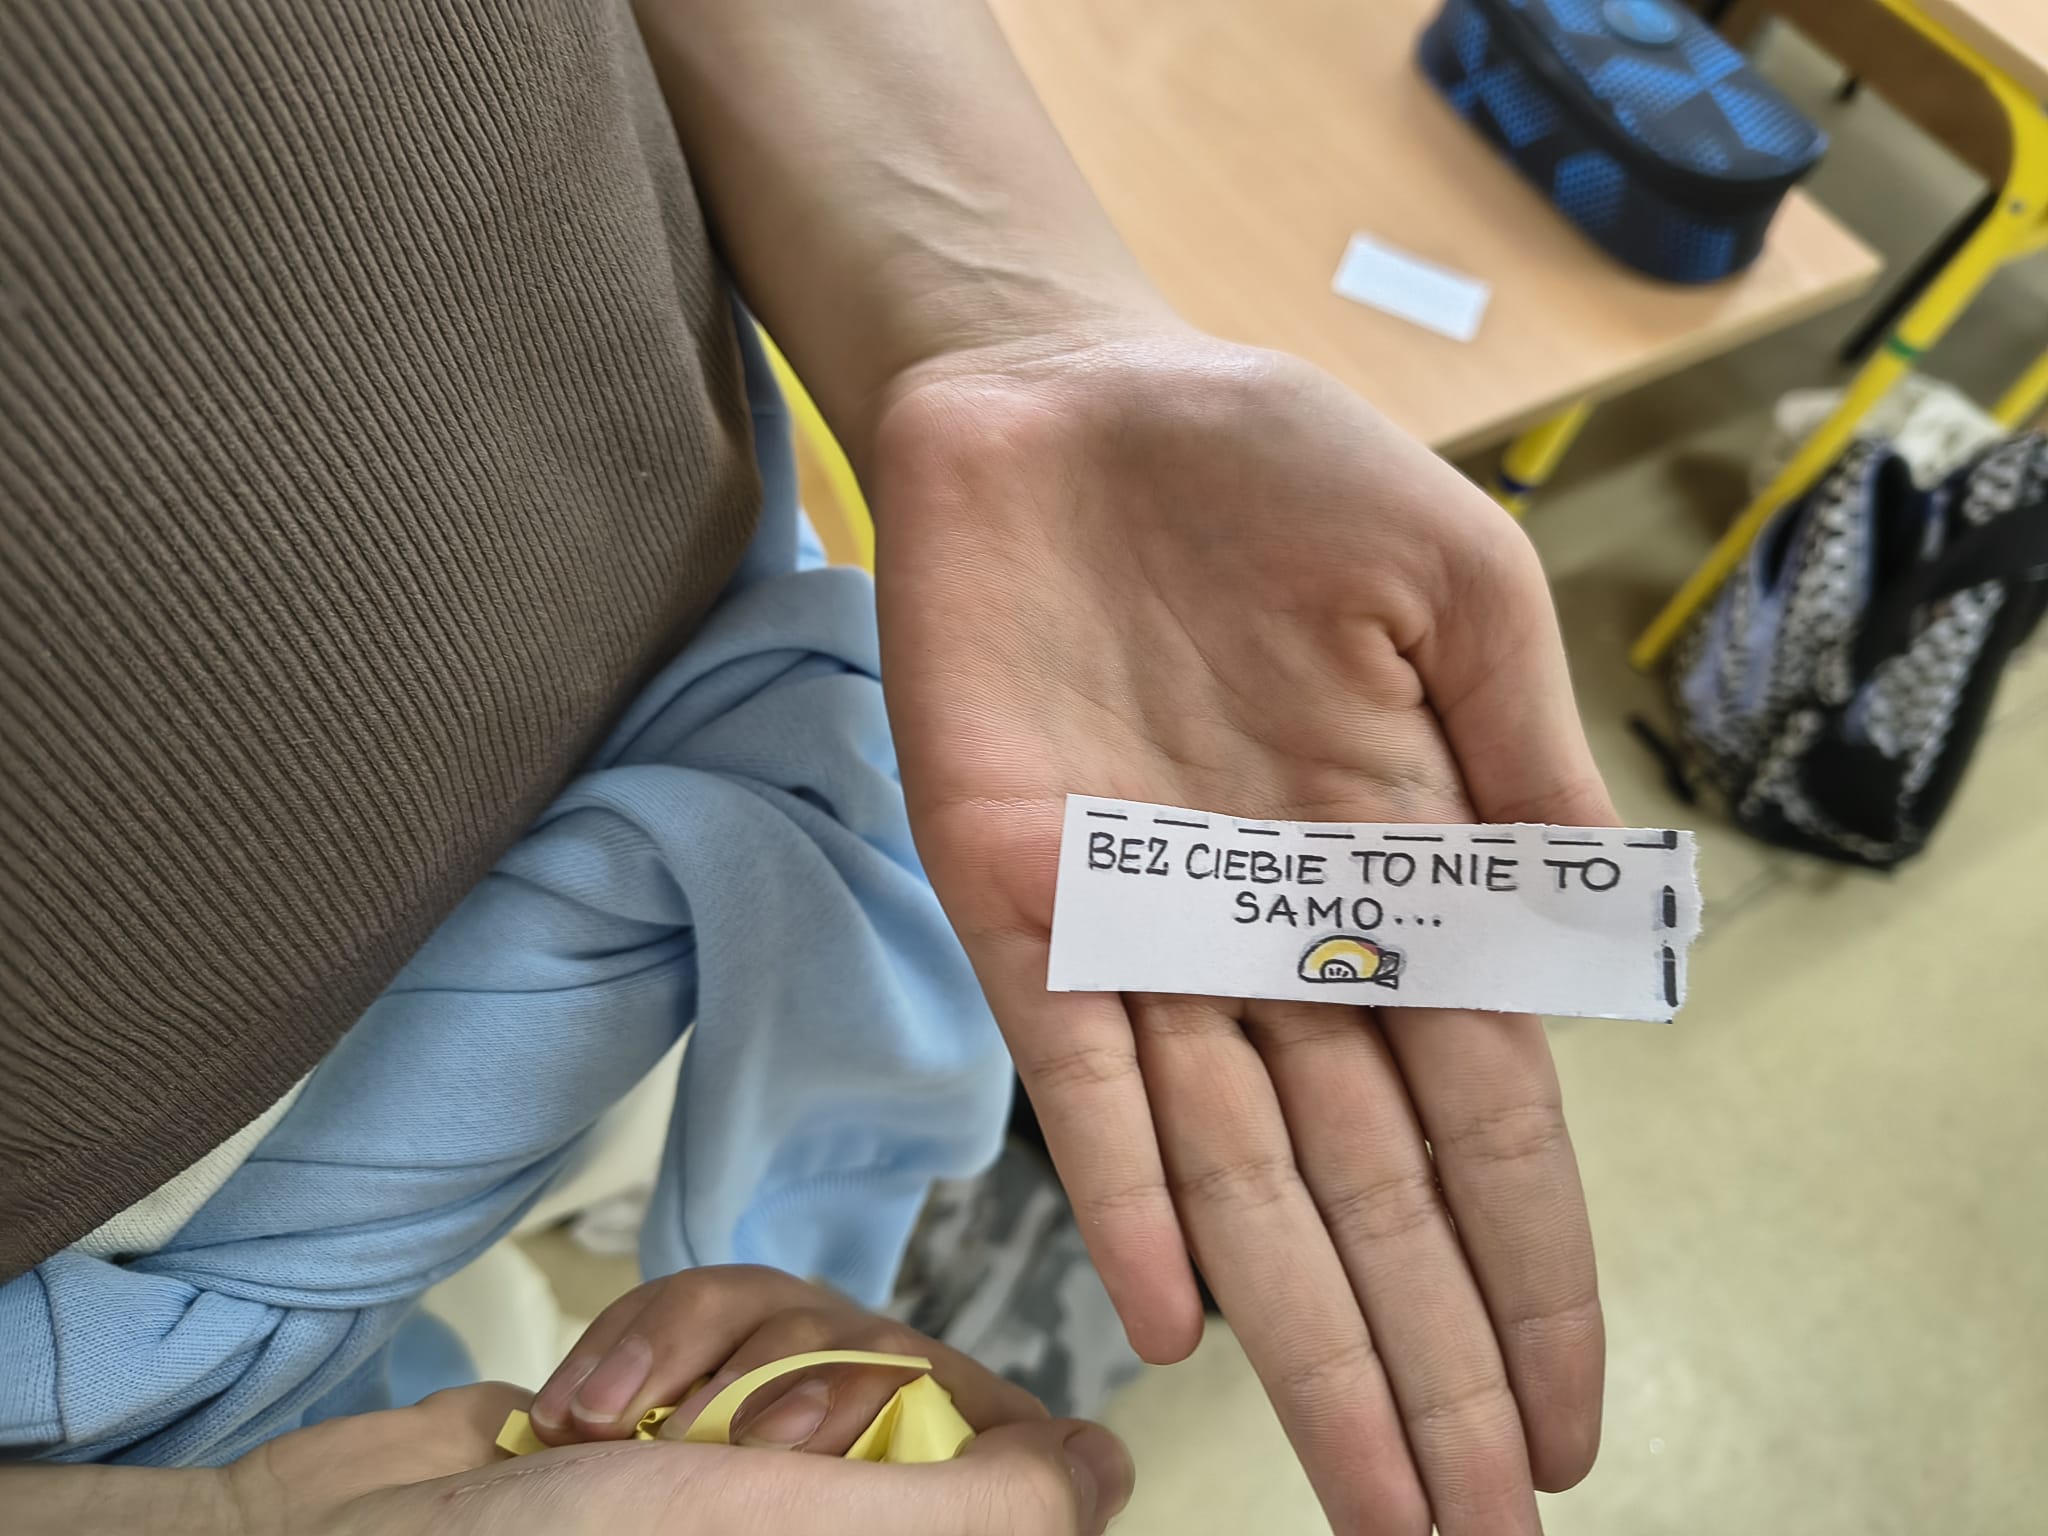 BEZ CIEBIE TO NIE TO
SAMO...